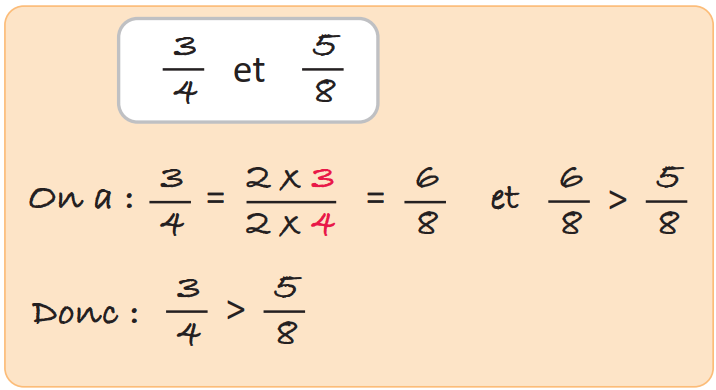 3/4 et 5/8
On a : 3/4 = 2 x 3/2 x 4 = 6/8 et 6/8 > 5/8
Donc : 3/4 > 5/8